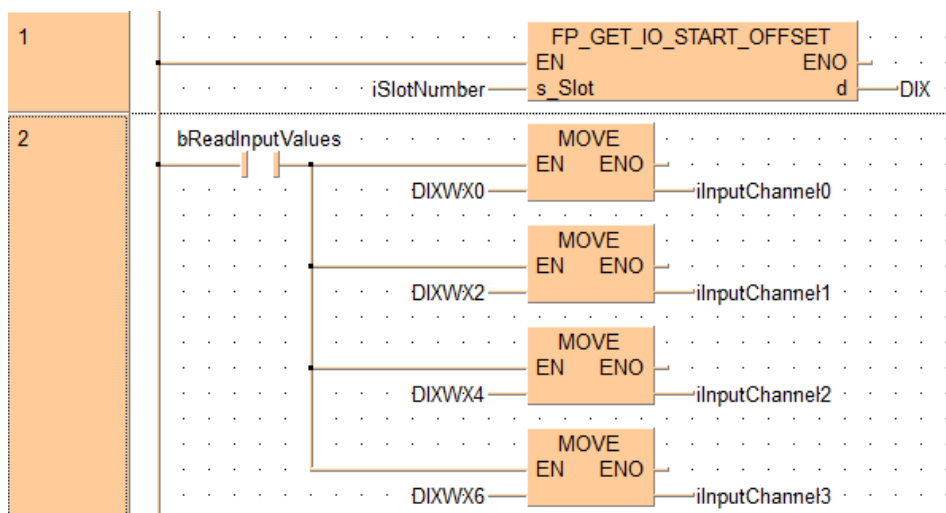 1
FP_GET_IO_START_OFFSET
EN ENO
iSlotNumber s_Slot d DIX
2
bReadInputValues
MOVE
EN ENO
DIXWX0 iInputChannel0
MOVE
EN ENO
DIXWX2 iInputChannel1
MOVE
EN ENO
DIXWX4 iInputChannel2
MOVE
EN ENO
DIXWX6 iInputChannel3